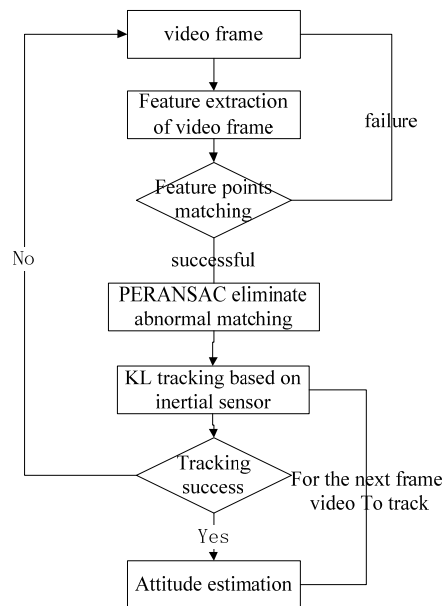 video frame
Feature extraction
of video frame
failure
Feature points
matching
No
successful
PERANSAC eliminate
abnormal matching
KL tracking based on
inertial sensor
Tracking
success
For the next frame
video To track
Yes
Attitude estimation